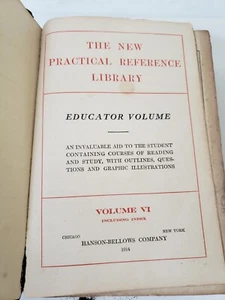 THE NEW
PRACTICAL REFERENCE
LIBRARY
EDUCATOR VOLUME
AN INVALUABLE AID TO THE STUDENT
CONTAINING COURSES OF READING
AND STUDY, WITH OUTLINES, QUES-
TIONS AND GRAPHIC ILLUSTRATIONS
VOLUME VI
INCLUDING INDEX
CHICAGO NEW YORK
HANSON-BELLOWS COMPANY
1914